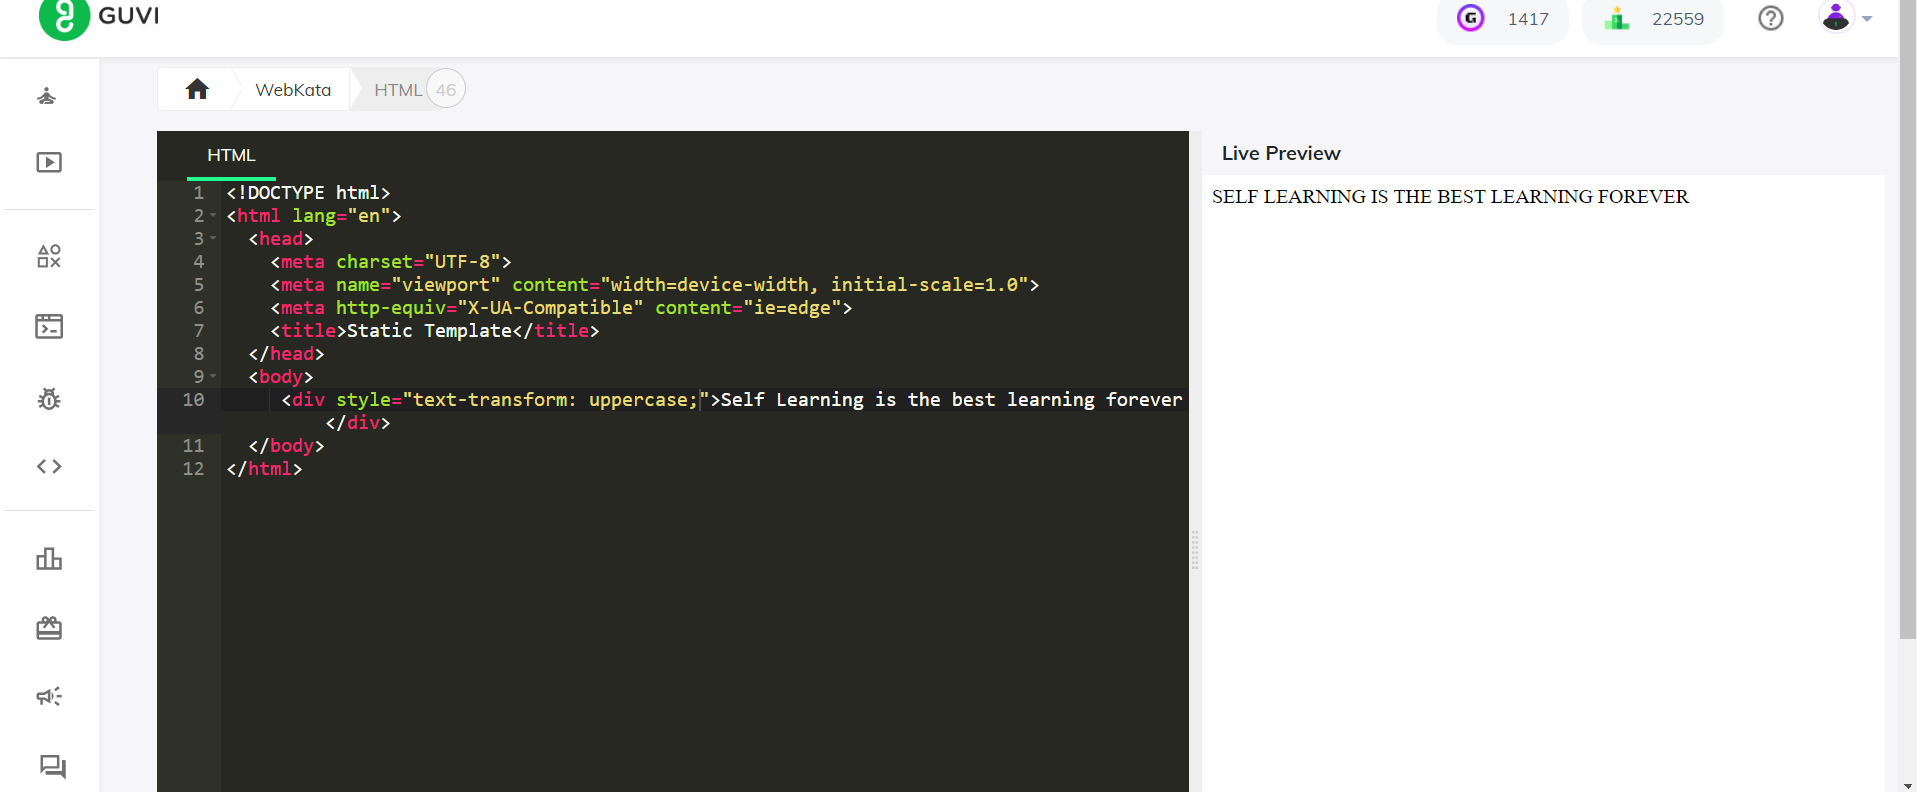 GUVI
1417
22559
WebKata
HTML 46
HTML
Live Preview
1 <!DOCTYPE html>
2 <html lang="en">
3 <head>
4 <meta charset="UTF-8">
5 <meta name="viewport" content="width=device-width, initial-scale=1.0">
6 <meta http-equiv="X-UA-Compatible" content="ie=edge">
7 <title>Static Template</title>
8 </head>
9 <body>
10 <div style="text-transform: uppercase;">Self Learning is the best learning forever
</div>
11 </body>
12 </html>
SELF LEARNING IS THE BEST LEARNING FOREVER